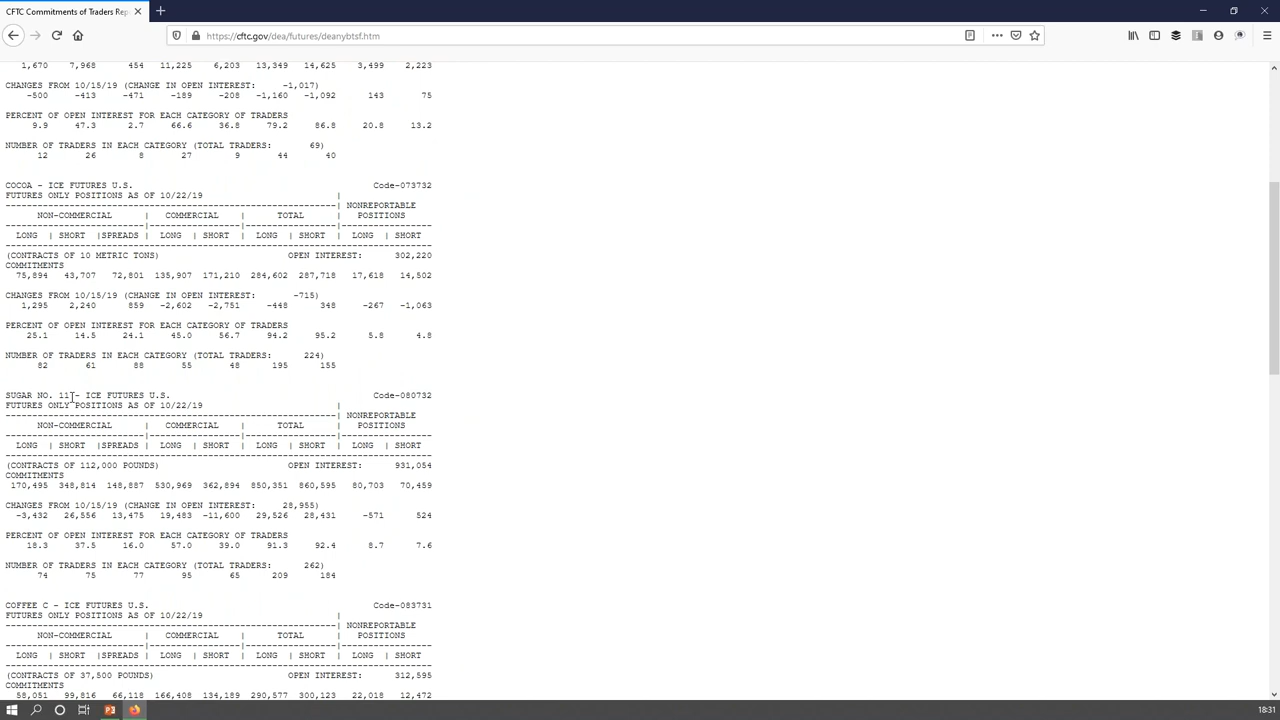 CFTC Commitments of Traders Rep
https://cftc.gov/dea/futures/deanybtsf.htm
1,670 7,968 454 11,225 6,203 13,349 14,625 3,499 2,223
CHANGES FROM 10/15/19 (CHANGE IN OPEN INTEREST: -1,017)
-500 -413 -471 -189 -208 -1,160 -1,092 143 75
PERCENT OF OPEN INTEREST FOR EACH CATEGORY OF TRADERS
9.9 47.3 2.7 66.6 36.8 79.2 86.8 20.8 13.2
NUMBER OF TRADERS IN EACH CATEGORY (TOTAL TRADERS: 69)
12 26 8 27 9 44 40
COCOA - ICE FUTURES U.S. Code-073732
FUTURES ONLY POSITIONS AS OF 10/22/19 |
--------------------------------------------------------------| NONREPORTABLE
NON-COMMERCIAL | COMMERCIAL | TOTAL | POSITIONS
--------------------------|------------------|------------------|-----------------
LONG | SHORT |SPREADS | LONG | SHORT | LONG | SHORT | LONG | SHORT
--------------------------------------------------------------------------------
(CONTRACTS OF 10 METRIC TONS) OPEN INTEREST: 302,220
COMMITMENTS
75,894 43,707 72,801 135,907 171,210 284,602 287,718 17,618 14,502
CHANGES FROM 10/15/19 (CHANGE IN OPEN INTEREST: -715)
1,295 2,240 859 -2,602 -2,751 -448 348 -267 -1,063
PERCENT OF OPEN INTEREST FOR EACH CATEGORY OF TRADERS
25.1 14.5 24.1 45.0 56.7 94.2 95.2 5.8 4.8
NUMBER OF TRADERS IN EACH CATEGORY (TOTAL TRADERS: 224)
82 61 88 55 48 195 155
SUGAR NO. 11 - ICE FUTURES U.S. Code-080732
FUTURES ONLY POSITIONS AS OF 10/22/19 |
--------------------------------------------------------------| NONREPORTABLE
NON-COMMERCIAL | COMMERCIAL | TOTAL | POSITIONS
--------------------------|------------------|------------------|-----------------
LONG | SHORT |SPREADS | LONG | SHORT | LONG | SHORT | LONG | SHORT
--------------------------------------------------------------------------------
(CONTRACTS OF 112,000 POUNDS) OPEN INTEREST: 931,054
COMMITMENTS
170,495 348,814 148,887 530,969 362,894 850,351 860,595 80,703 70,459
CHANGES FROM 10/15/19 (CHANGE IN OPEN INTEREST: 28,955)
-3,432 26,556 13,475 19,483 -11,600 29,526 28,431 -571 524
PERCENT OF OPEN INTEREST FOR EACH CATEGORY OF TRADERS
18.3 37.5 16.0 57.0 39.0 91.3 92.4 8.7 7.6
NUMBER OF TRADERS IN EACH CATEGORY (TOTAL TRADERS: 262)
74 75 77 95 65 209 184
COFFEE C - ICE FUTURES U.S. Code-083731
FUTURES ONLY POSITIONS AS OF 10/22/19 |
--------------------------------------------------------------| NONREPORTABLE
NON-COMMERCIAL | COMMERCIAL | TOTAL | POSITIONS
--------------------------|------------------|------------------|-----------------
LONG | SHORT |SPREADS | LONG | SHORT | LONG | SHORT | LONG | SHORT
--------------------------------------------------------------------------------
(CONTRACTS OF 37,500 POUNDS) OPEN INTEREST: 312,595
COMMITMENTS
58,051 99,816 66,118 166,408 134,189 290,577 300,123 22,018 12,472
18:31